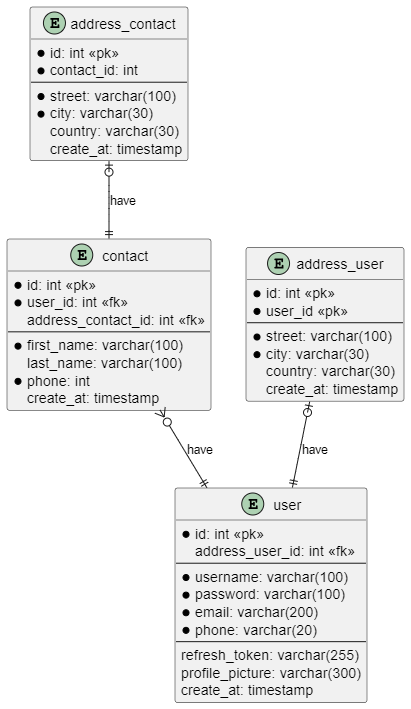 E address_contact
id: int «pk»
contact_id: int
street: varchar(100)
city: varchar(30)
country: varchar(30)
create_at: timestamp
have
E contact
id: int «pk»
user_id: int «fk»
address_contact_id: int «fk»
first_name: varchar(100)
last_name: varchar(100)
phone: int
create_at: timestamp
E address_user
id: int «pk»
user_id «pk»
street: varchar(100)
city: varchar(30)
country: varchar(30)
create_at: timestamp
have
have
E user
id: int «pk»
address_user_id: int «fk»
username: varchar(100)
password: varchar(100)
email: varchar(200)
phone: varchar(20)
refresh_token: varchar(255)
profile_picture: varchar(300)
create_at: timestamp